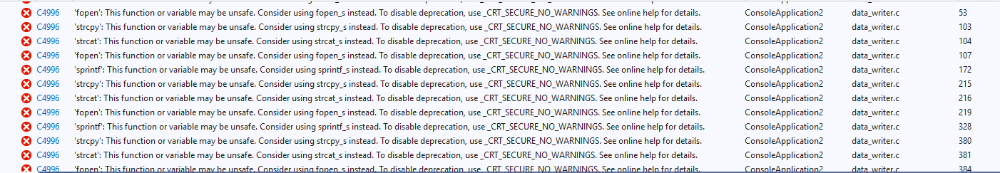 C4996 'fopen': This function or variable may be unsafe. Consider using fopen_s instead. To disable deprecation, use _CRT_SECURE_NO_WARNINGS. See online help for details. ConsoleApplication2 data_writer.c 53
C4996 'strcpy': This function or variable may be unsafe. Consider using strcpy_s instead. To disable deprecation, use _CRT_SECURE_NO_WARNINGS. See online help for details. ConsoleApplication2 data_writer.c 103
C4996 'strcat': This function or variable may be unsafe. Consider using strcat_s instead. To disable deprecation, use _CRT_SECURE_NO_WARNINGS. See online help for details. ConsoleApplication2 data_writer.c 104
C4996 'fopen': This function or variable may be unsafe. Consider using fopen_s instead. To disable deprecation, use _CRT_SECURE_NO_WARNINGS. See online help for details. ConsoleApplication2 data_writer.c 107
C4996 'sprintf': This function or variable may be unsafe. Consider using sprintf_s instead. To disable deprecation, use _CRT_SECURE_NO_WARNINGS. See online help for details. ConsoleApplication2 data_writer.c 172
C4996 'strcpy': This function or variable may be unsafe. Consider using strcpy_s instead. To disable deprecation, use _CRT_SECURE_NO_WARNINGS. See online help for details. ConsoleApplication2 data_writer.c 215
C4996 'strcat': This function or variable may be unsafe. Consider using strcat_s instead. To disable deprecation, use _CRT_SECURE_NO_WARNINGS. See online help for details. ConsoleApplication2 data_writer.c 216
C4996 'fopen': This function or variable may be unsafe. Consider using fopen_s instead. To disable deprecation, use _CRT_SECURE_NO_WARNINGS. See online help for details. ConsoleApplication2 data_writer.c 219
C4996 'sprintf': This function or variable may be unsafe. Consider using sprintf_s instead. To disable deprecation, use _CRT_SECURE_NO_WARNINGS. See online help for details. ConsoleApplication2 data_writer.c 328
C4996 'strcpy': This function or variable may be unsafe. Consider using strcpy_s instead. To disable deprecation, use _CRT_SECURE_NO_WARNINGS. See online help for details. ConsoleApplication2 data_writer.c 380
C4996 'strcat': This function or variable may be unsafe. Consider using strcat_s instead. To disable deprecation, use _CRT_SECURE_NO_WARNINGS. See online help for details. ConsoleApplication2 data_writer.c 381
C4996 'fopen': This function or variable may be unsafe. Consider using fopen_s instead. To disable deprecation, use _CRT_SECURE_NO_WARNINGS. See online help for details. ConsoleApplication2 data_writer.c 384